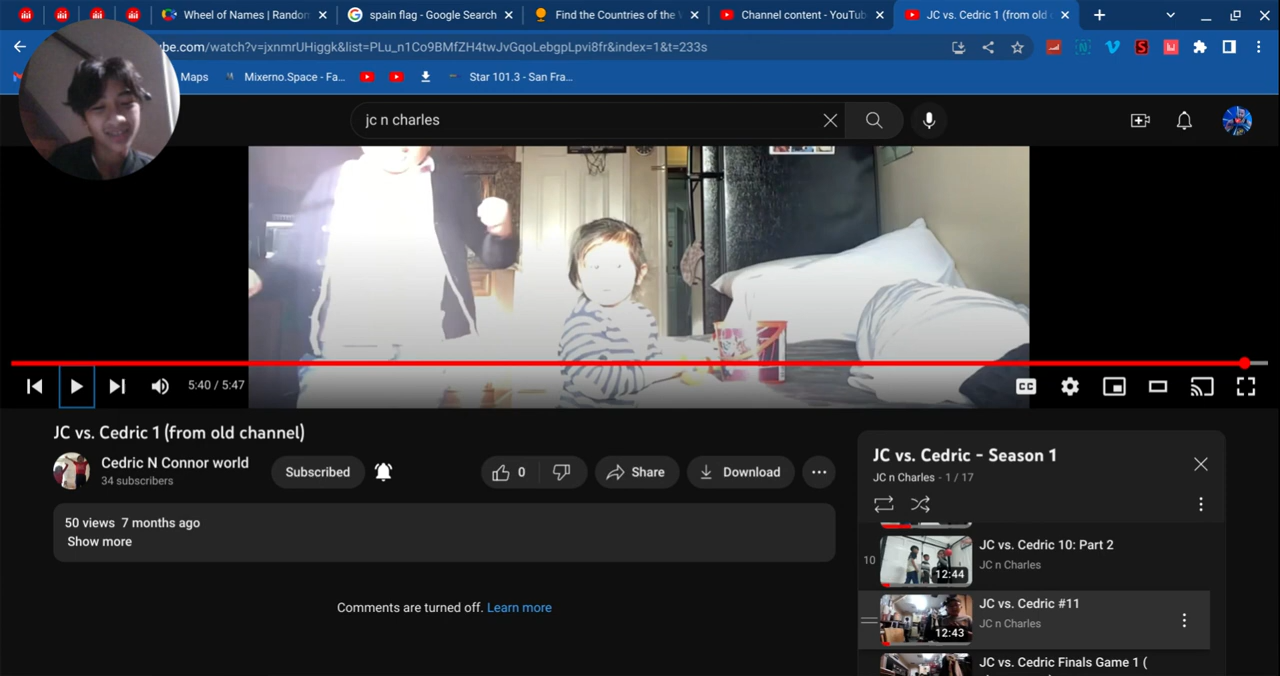 Wheel of Names | Random
spain flag - Google Search
Find the Countries of the
Channel content - YouTub
JC vs. Cedric 1 (from old
be.com/watch?v=jxnmrUHiggk&list=PLu_n1Co9BMfZH4twJvGqoLebgpLpvi8fr&index=1&t=233s
Maps
Mixerno.Space - Fa...
Star 101.3 - San Fra...
jc n charles
5:40 / 5:47
CC
JC vs. Cedric 1 (from old channel)
Cedric N Connor world
34 subscribers
Subscribed
0
Share
Download
50 views 7 months ago
Show more
Comments are turned off. Learn more
JC vs. Cedric - Season 1
JC n Charles - 1 / 17
10
12:44
JC vs. Cedric 10: Part 2
JC n Charles
12:43
JC vs. Cedric #11
JC n Charles
JC vs. Cedric Finals Game 1 (